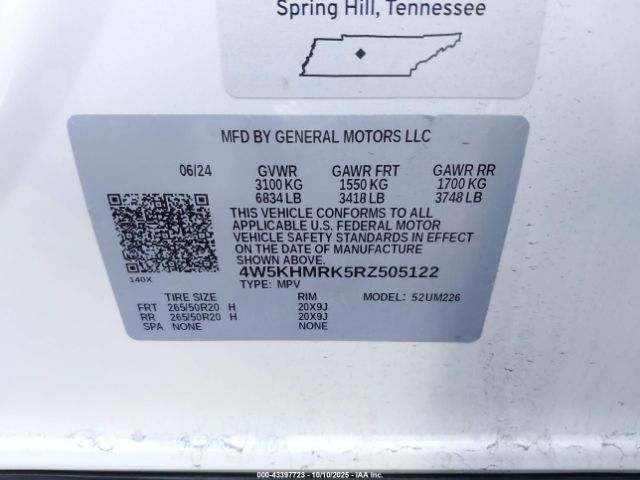 Spring Hill, Tennessee
MFD BY GENERAL MOTORS LLC
06/24 GVWR GAWR FRT GAWR RR
3100 KG 1550 KG 1700 KG
6834 LB 3418 LB 3748 LB
THIS VEHICLE CONFORMS TO ALL
APPLICABLE U.S. FEDERAL MOTOR
VEHICLE SAFETY STANDARDS IN EFFECT
ON THE DATE OF MANUFACTURE
SHOWN ABOVE.
4W5KHMRK5RZ505122
140X
TYPE: MPV
TIRE SIZE RIM MODEL: 52UM226
FRT 265/50R20 H 20X9J
RR 265/50R20 H 20X9J
SPA NONE NONE
000-43397723 - 10/10/2025 - IAA Inc.